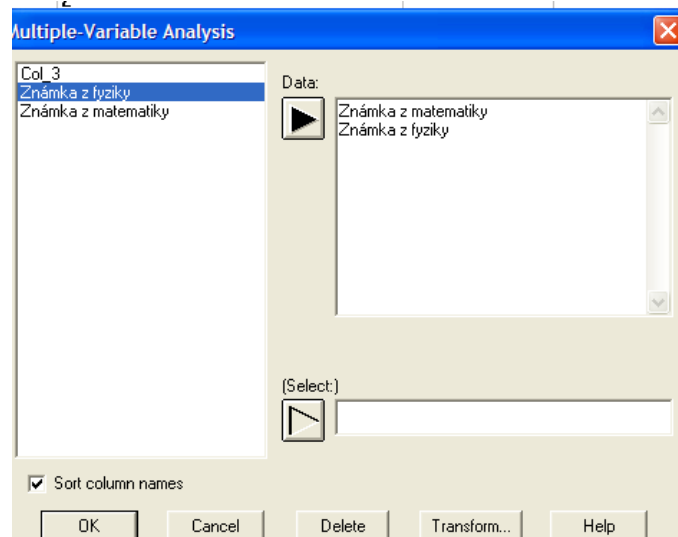 Multiple-Variable Analysis
Col_3
Známka z fyziky
Známka z matematiky
Data:
Známka z matematiky
Známka z fyziky
(Select:)
Sort column names
OK
Cancel
Delete
Transform...
Help